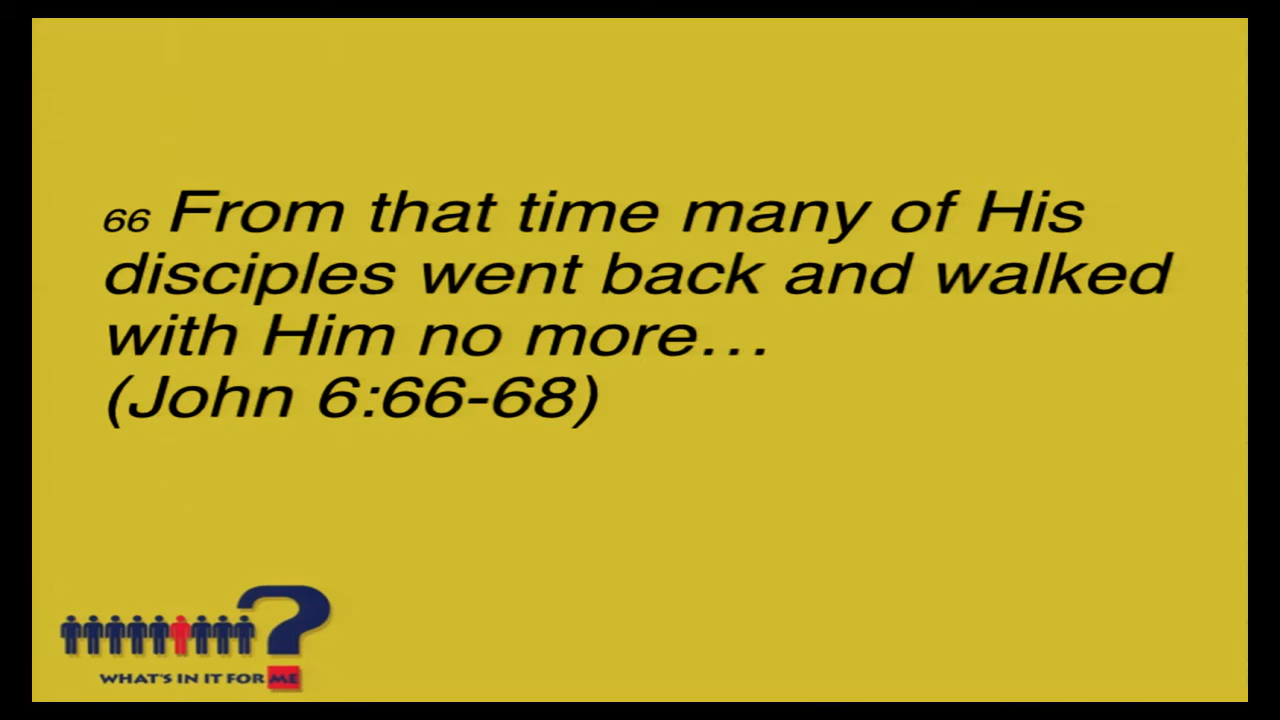 66 From that time many of His
disciples went back and walked
with Him no more…
(John 6:66-68)
?
WHAT'S IN IT FOR ME